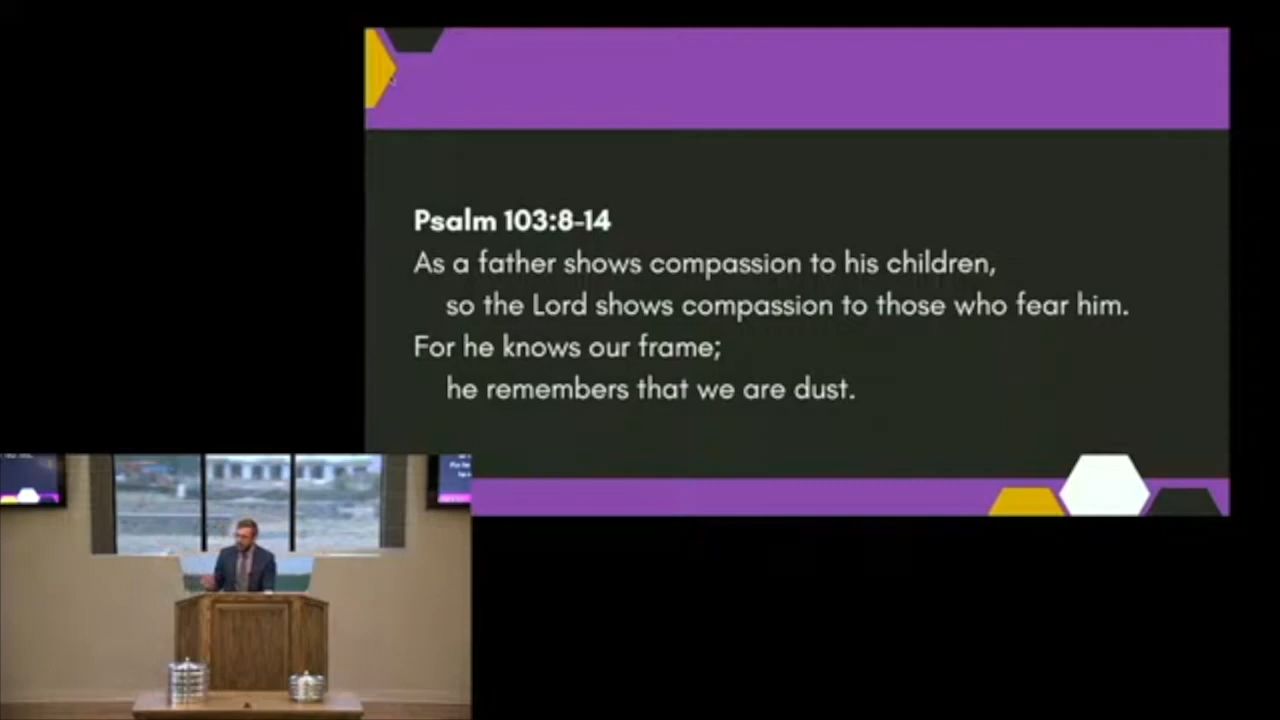 Psalm 103:8-14
As a father shows compassion to his children,
so the Lord shows compassion to those who fear him.
For he knows our frame;
he remembers that we are dust.